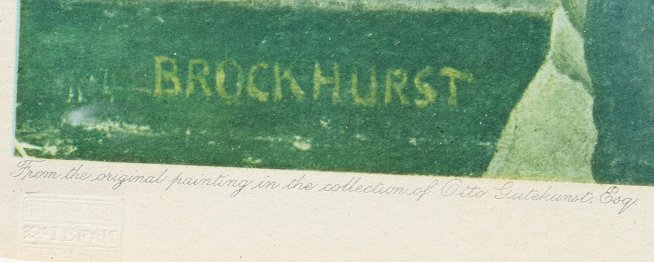 BROCKHURST
From the original painting in the collection of Otto Gutekunst, Esq.